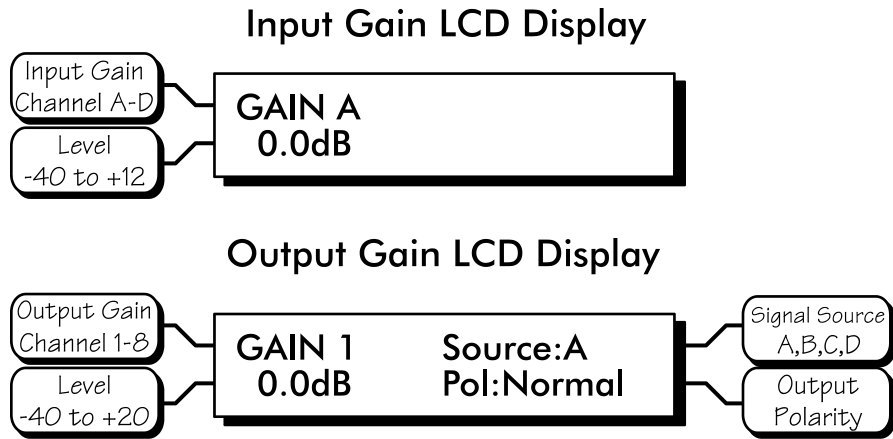 Input Gain LCD Display
Input Gain
Channel A-D
Level
-40 to +12
GAIN A
0.0dB
Output Gain LCD Display
Output Gain
Channel 1-8
Level
-40 to +20
GAIN 1 Source:A
0.0dB Pol:Normal
Signal Source
A,B,C,D
Output
Polarity